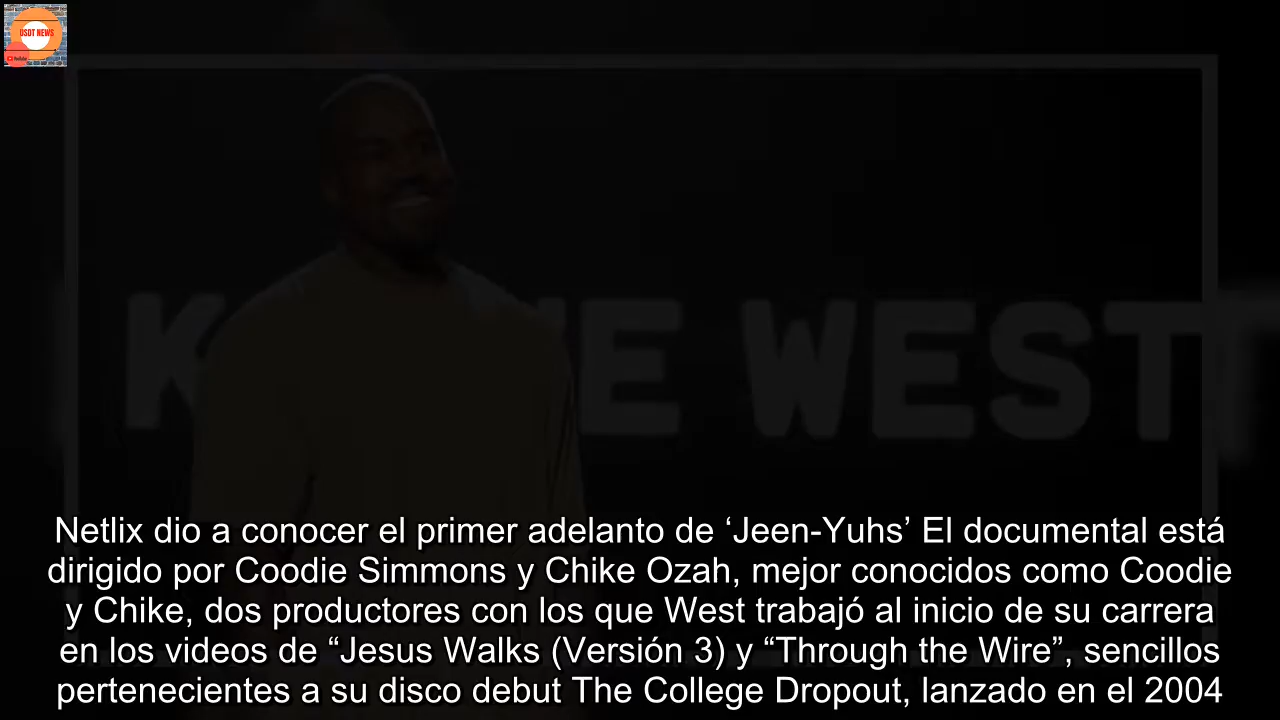 USDT NEWS
K NE WEST
Netlix dio a conocer el primer adelanto de ‘Jeen-Yuhs’ El documental está
dirigido por Coodie Simmons y Chike Ozah, mejor conocidos como Coodie
y Chike, dos productores con los que West trabajó al inicio de su carrera
en los videos de “Jesus Walks (Versión 3) y “Through the Wire”, sencillos
pertenecientes a su disco debut The College Dropout, lanzado en el 2004